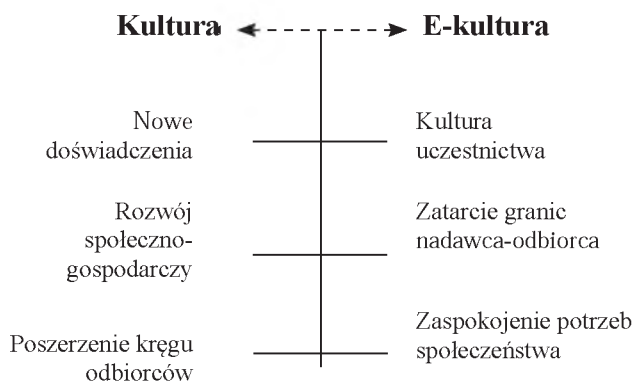 Kultura
E-kultura
Nowe
doświadczenia
Kultura
uczestnictwa
Rozwój
społeczno-
gospodarczy
Zatarcie granic
nadawca-odbiorca
Poszerzenie kręgu
odbiorców
Zaspokojenie potrzeb
społeczeństwa